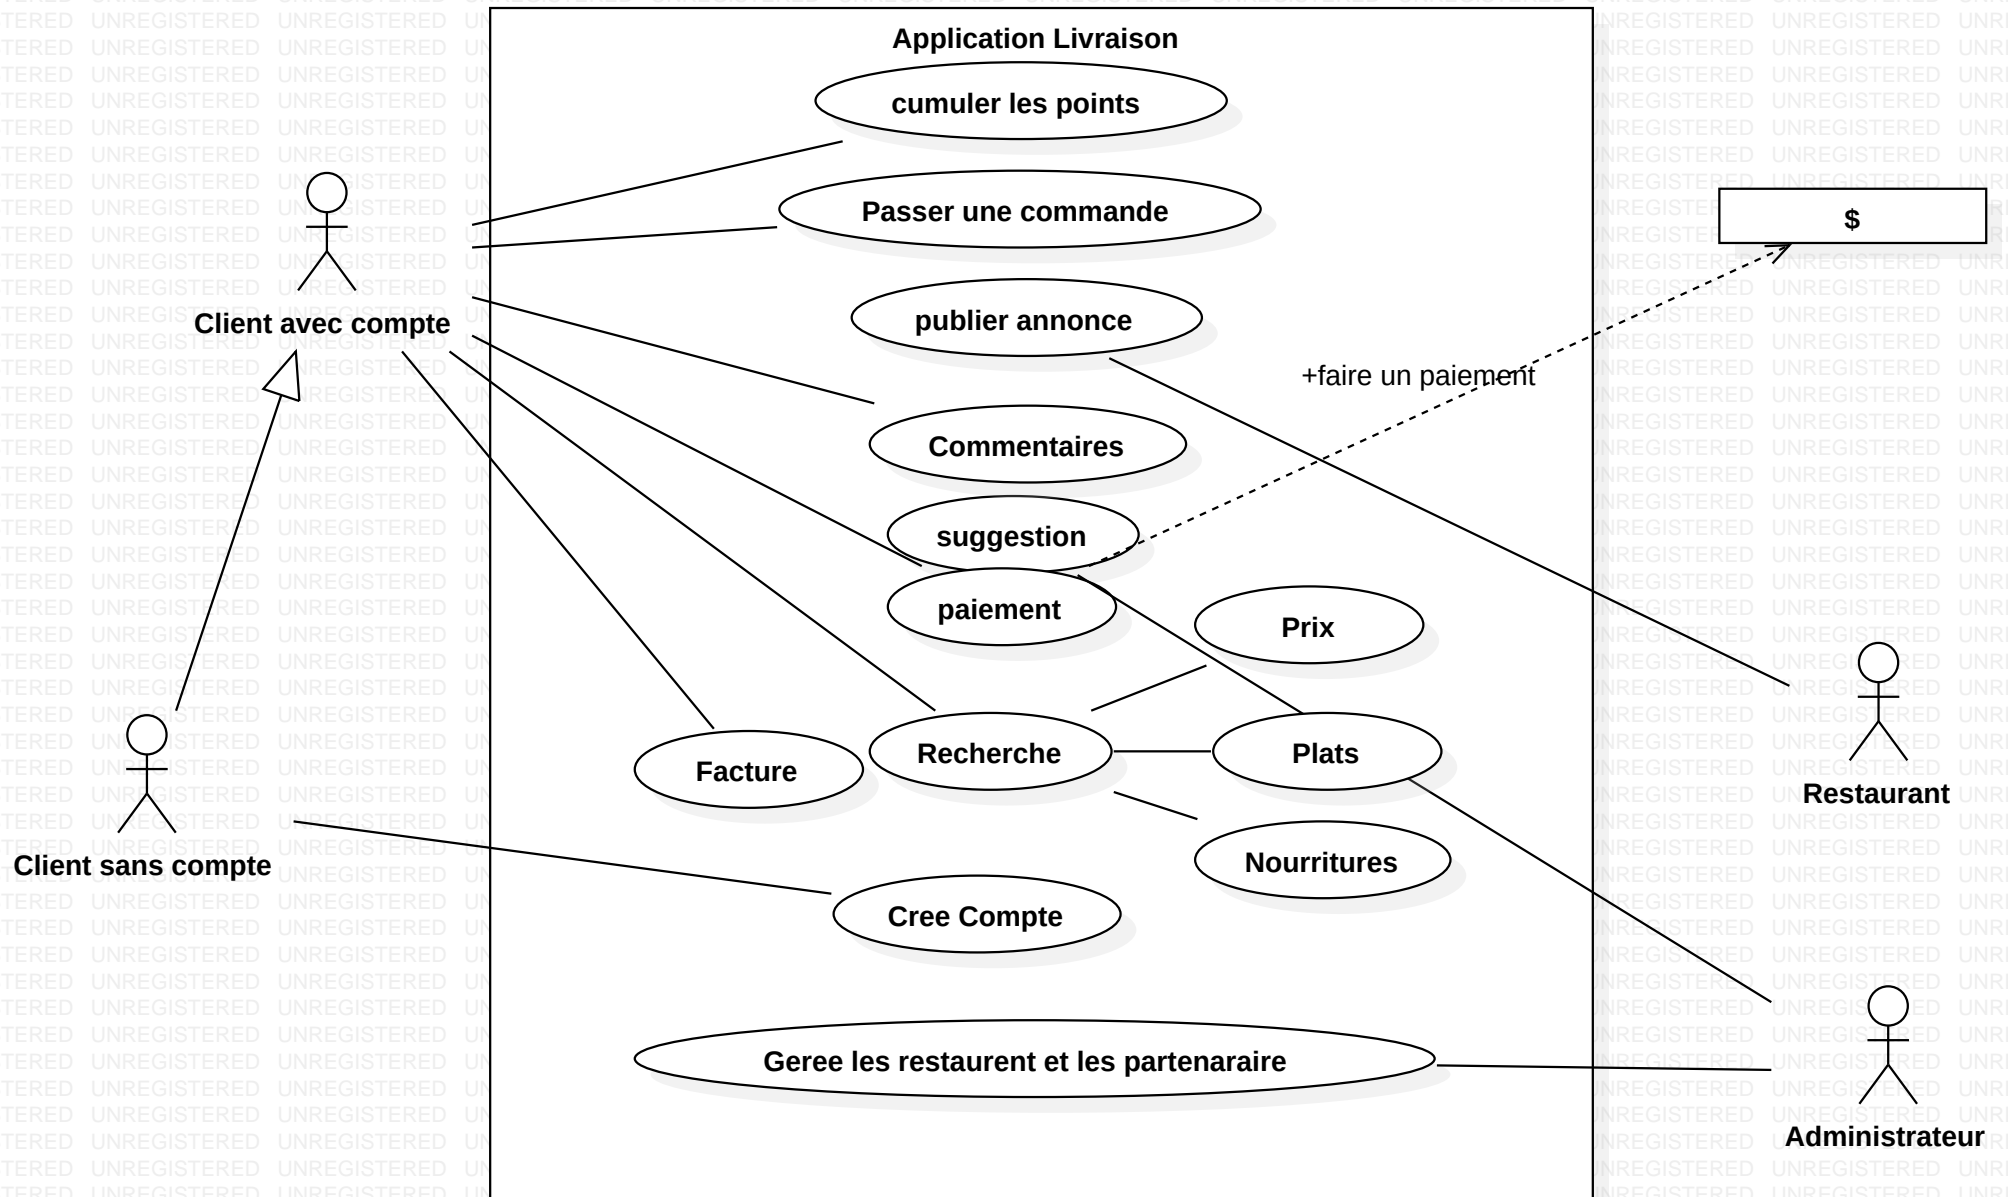 Application Livraison
cumuler les points
Passer une commande
$
publier annonce
Client avec compte
+faire un paiement
Commentaires
suggestion
paiement
Prix
Recherche
Plats
Facture
Restaurant
Client sans compte
Nourritures
Cree Compte
Geree les restaurent et les partenaraire
Administrateur
UNREGISTERED